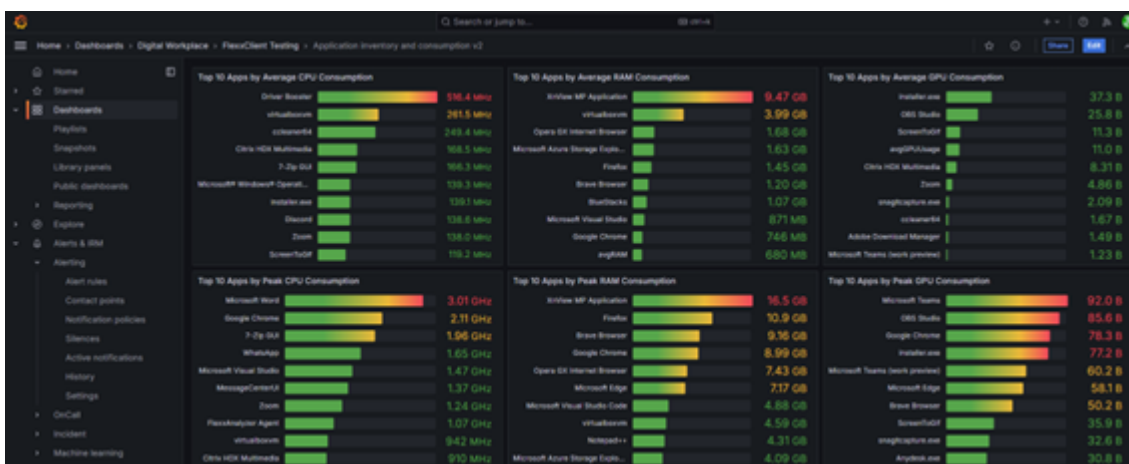 Search or jump to...
ctrl+k
Home › Dashboards › Digital Workplace › FlexxClient Testing › Application inventory and consumption v2
Share
Edit
Home
Starred
Dashboards
Playlists
Snapshots
Library panels
Public dashboards
Reporting
Explore
Alerts & IRM
Alerting
Alert rules
Contact points
Notification policies
Silences
Active notifications
History
Settings
OnCall
Incident
Machine learning
Top 10 Apps by Average CPU Consumption
Driver Booster 516.4 MHz
virtualboxvm 261.5 MHz
ccleaner64 249.4 MHz
Citrix HDX Multimedia 168.5 MHz
7-Zip GUI 166.3 MHz
Microsoft® Windows® Operati... 139.3 MHz
Installer.exe 139.1 MHz
Discord 138.6 MHz
Zoom 138.0 MHz
ScreenToGif 119.2 MHz
Top 10 Apps by Average RAM Consumption
XnView MP Application 9.47 GB
virtualboxvm 3.99 GB
Opera GX Internet Browser 1.68 GB
Microsoft Azure Storage Explo... 1.63 GB
Firefox 1.45 GB
Brave Browser 1.20 GB
BlueStacks 1.07 GB
Microsoft Visual Studio 871 MB
Google Chrome 746 MB
avgRAM 680 MB
Top 10 Apps by Average GPU Consumption
Installer.exe 37.3 B
OBS Studio 25.8 B
ScreenToGif 11.3 B
avgGPUUsage 11.0 B
Citrix HDX Multimedia 8.31 B
Zoom 4.86 B
snagitcapture.exe 2.09 B
ccleaner64 1.67 B
Adobe Download Manager 1.49 B
Microsoft Teams (work preview) 1.23 B
Top 10 Apps by Peak CPU Consumption
Microsoft Word 3.01 GHz
Google Chrome 2.11 GHz
7-Zip GUI 1.96 GHz
WhatsApp 1.65 GHz
Microsoft Visual Studio 1.47 GHz
MessageCenterUI 1.37 GHz
Zoom 1.24 GHz
FlexxAnalyzer Agent 1.07 GHz
virtualboxvm 942 MHz
Citrix HDX Multimedia 910 MHz
Top 10 Apps by Peak RAM Consumption
XnView MP Application 16.5 GB
Firefox 10.9 GB
Brave Browser 9.16 GB
Google Chrome 8.99 GB
Opera GX Internet Browser 7.43 GB
Microsoft Edge 7.17 GB
Microsoft Visual Studio Code 4.88 GB
virtualboxvm 4.59 GB
Notepad++ 4.31 GB
Microsoft Azure Storage Explo... 4.09 GB
Top 10 Apps by Peak GPU Consumption
Microsoft Teams 92.0 B
OBS Studio 85.6 B
Google Chrome 78.3 B
Installer.exe 77.2 B
Microsoft Teams (work preview) 60.2 B
Microsoft Edge 58.1 B
Brave Browser 50.2 B
ScreenToGif 35.9 B
snagitcapture.exe 32.6 B
Anydesk.exe 30.8 B